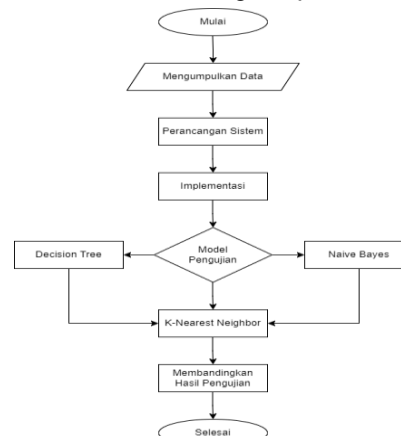 Mulai
Mengumpulkan Data
Perancangan Sistem
Implementasi
Decision Tree
Model
Pengujian
Naive Bayes
K-Nearest Neighbor
Membandingkan
Hasil Pengujian
Selesai